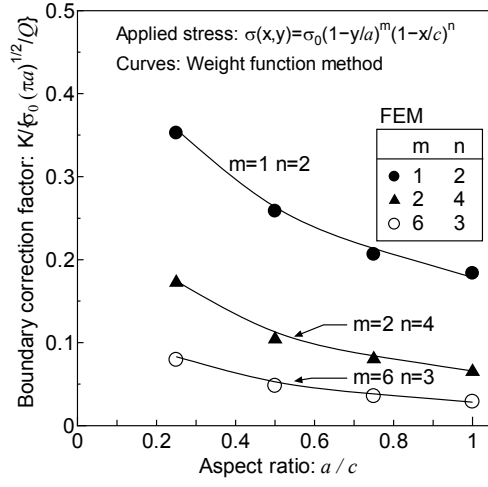 Applied stress: σ(x,y)=σ₀(1−y/a)ᵐ(1−x/c)ⁿ
Curves: Weight function method
Boundary correction factor: K/{σ₀ (πa)¹ᐟ²/Q}
0.5
0.4
0.3
0.2
0.1
0
FEM
m n
1 2
2 4
6 3
m=1 n=2
m=2 n=4
m=6 n=3
0 0.2 0.4 0.6 0.8 1
Aspect ratio: a / c